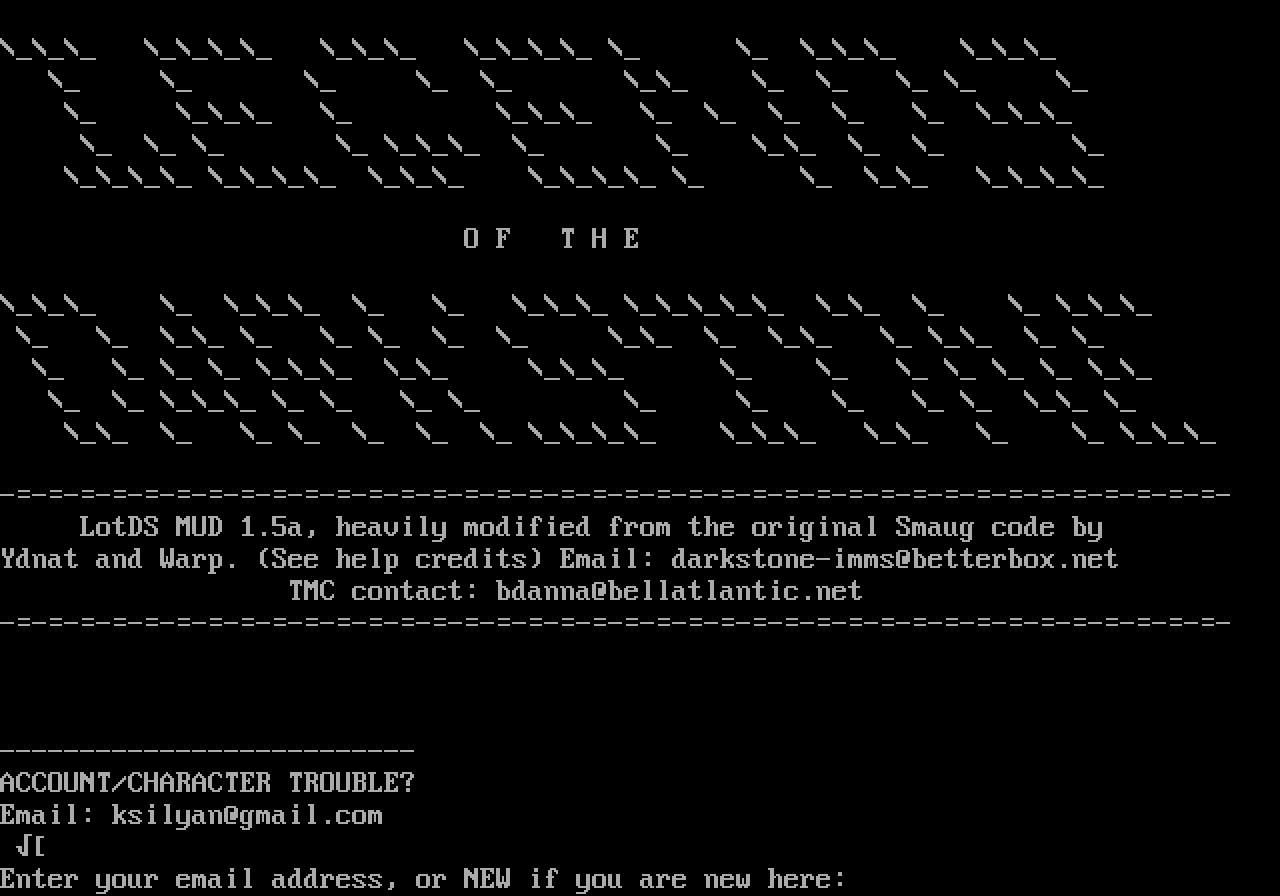 LEGENDS
O F   T H E
DARKSTONE
-=-=-=-=-=-=-=-=-=-=-=-=-=-=-=-=-=-=-=-=-=-=-=-=-=-=-=-=-=-=-=-=-=-=-=-=-=-=-
LotDS MUD 1.5a, heavily modified from the original Smaug code by
Ydnat and Warp. (See help credits) Email: darkstone-imms@betterbox.net
TMC contact: bdanna@bellatlantic.net
-=-=-=-=-=-=-=-=-=-=-=-=-=-=-=-=-=-=-=-=-=-=-=-=-=-=-=-=-=-=-=-=-=-=-=-=-=-=-
--------------------------
ACCOUNT/CHARACTER TROUBLE?
Email: ksilyan@gmail.com
√[
Enter your email address, or NEW if you are new here: